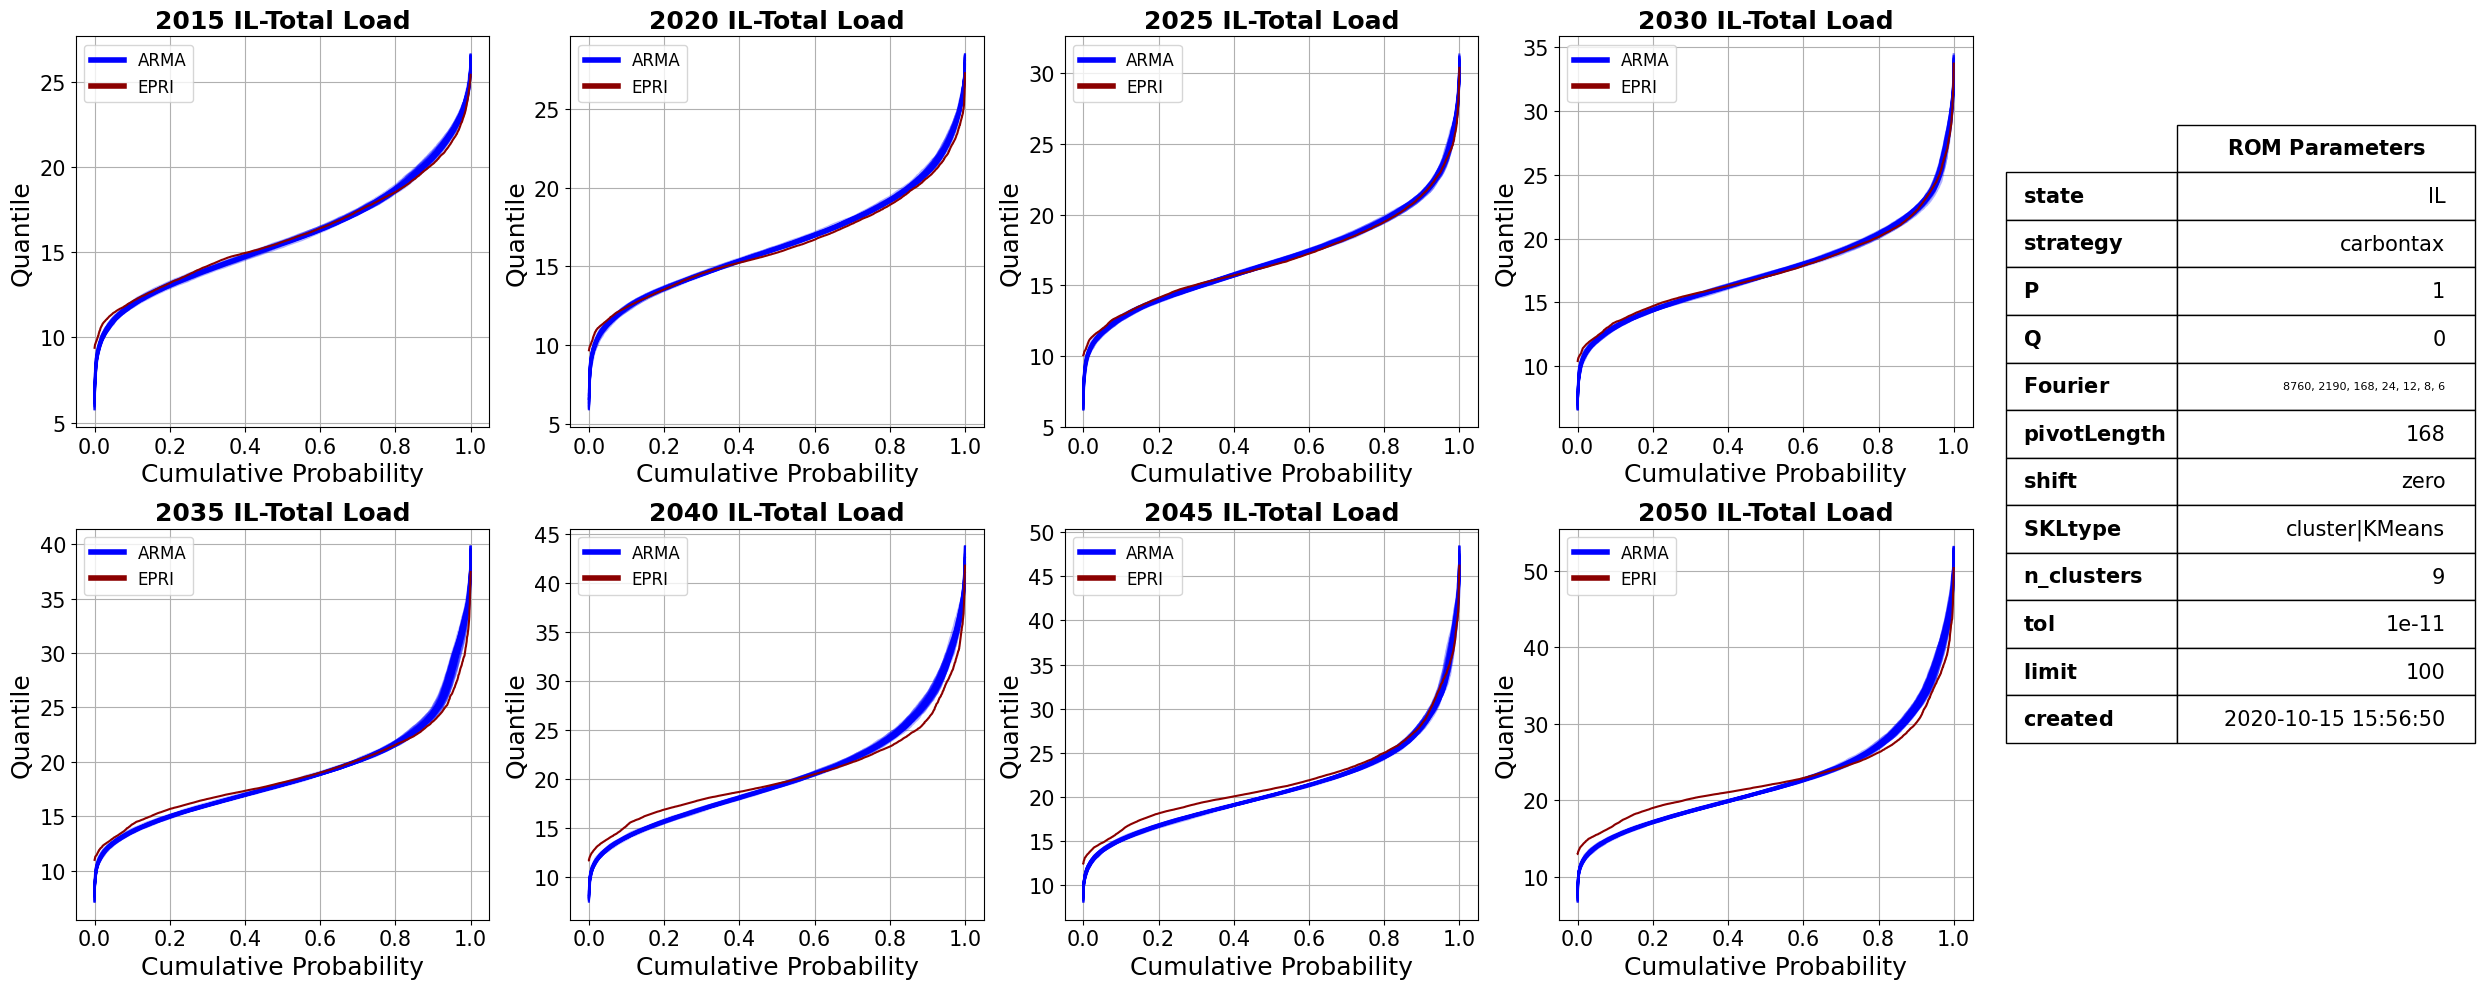 2015 IL-Total Load
ARMA
EPRI
Quantile
25
20
15
10
5
0.0 0.2 0.4 0.6 0.8 1.0
Cumulative Probability
2020 IL-Total Load
ARMA
EPRI
Quantile
25
20
15
10
5
0.0 0.2 0.4 0.6 0.8 1.0
Cumulative Probability
2025 IL-Total Load
ARMA
EPRI
Quantile
30
25
20
15
10
5
0.0 0.2 0.4 0.6 0.8 1.0
Cumulative Probability
2030 IL-Total Load
ARMA
EPRI
Quantile
35
30
25
20
15
10
0.0 0.2 0.4 0.6 0.8 1.0
Cumulative Probability
2035 IL-Total Load
ARMA
EPRI
Quantile
40
35
30
25
20
15
10
0.0 0.2 0.4 0.6 0.8 1.0
Cumulative Probability
2040 IL-Total Load
ARMA
EPRI
Quantile
45
40
35
30
25
20
15
10
0.0 0.2 0.4 0.6 0.8 1.0
Cumulative Probability
2045 IL-Total Load
ARMA
EPRI
Quantile
50
45
40
35
30
25
20
15
10
0.0 0.2 0.4 0.6 0.8 1.0
Cumulative Probability
2050 IL-Total Load
ARMA
EPRI
Quantile
50
40
30
20
10
0.0 0.2 0.4 0.6 0.8 1.0
Cumulative Probability
ROM Parameters
state IL
strategy carbontax
P 1
Q 0
Fourier 8760, 2190, 168, 24, 12, 8, 6
pivotLength 168
shift zero
SKLtype cluster|KMeans
n_clusters 9
tol 1e-11
limit 100
created 2020-10-15 15:56:50